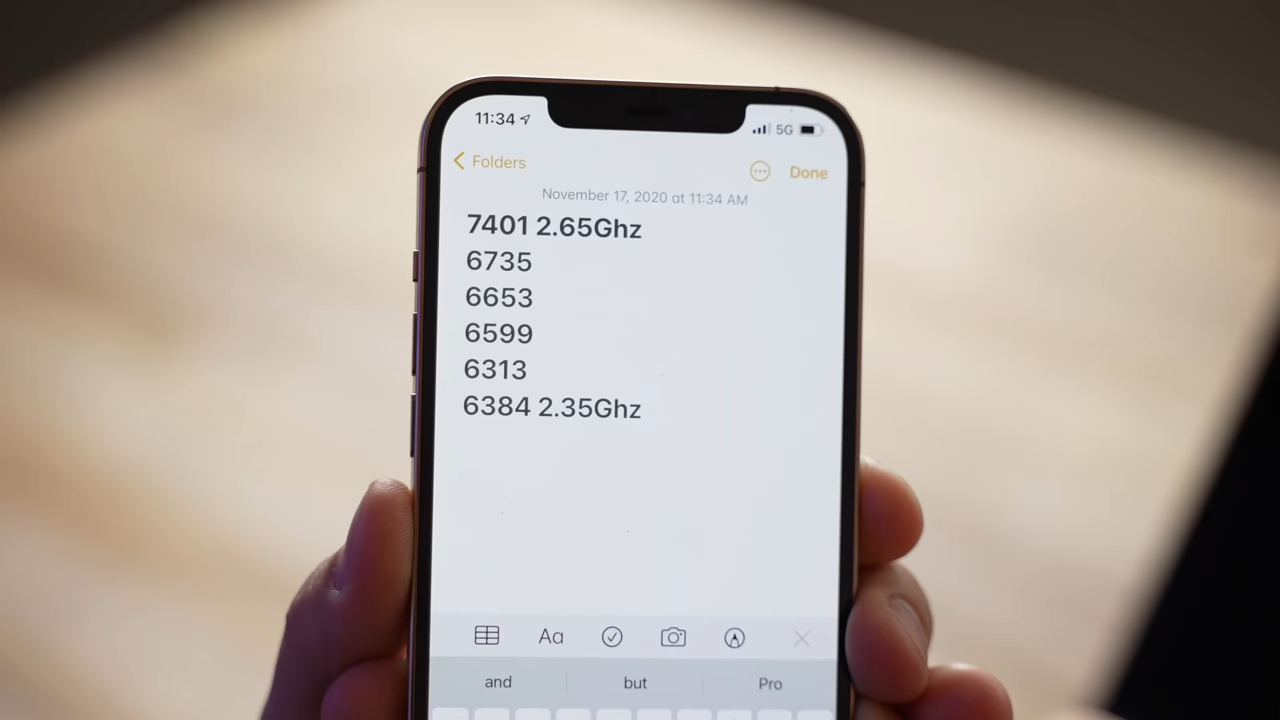 11:34 5G
Folders Done
November 17, 2020 at 11:34 AM
7401 2.65Ghz
6735
6653
6599
6313
6384 2.35Ghz
Aa
and but Pro